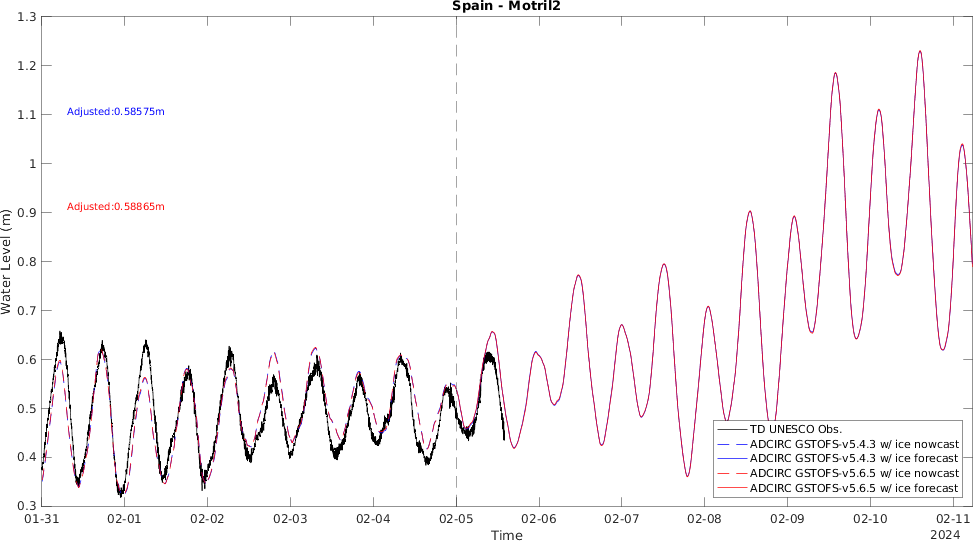 Spain - Motril2
1.3
1.2
1.1
1
0.9
0.8
0.7
0.6
0.5
0.4
0.3
Water Level (m)
Adjusted:0.58575m
Adjusted:0.58865m
TD UNESCO Obs.
ADCIRC GSTOFS-v5.4.3 w/ ice nowcast
ADCIRC GSTOFS-v5.4.3 w/ ice forecast
ADCIRC GSTOFS-v5.6.5 w/ ice nowcast
ADCIRC GSTOFS-v5.6.5 w/ ice forecast
01-31 02-01 02-02 02-03 02-04 02-05 02-06 02-07 02-08 02-09 02-10 02-11
2024
Time